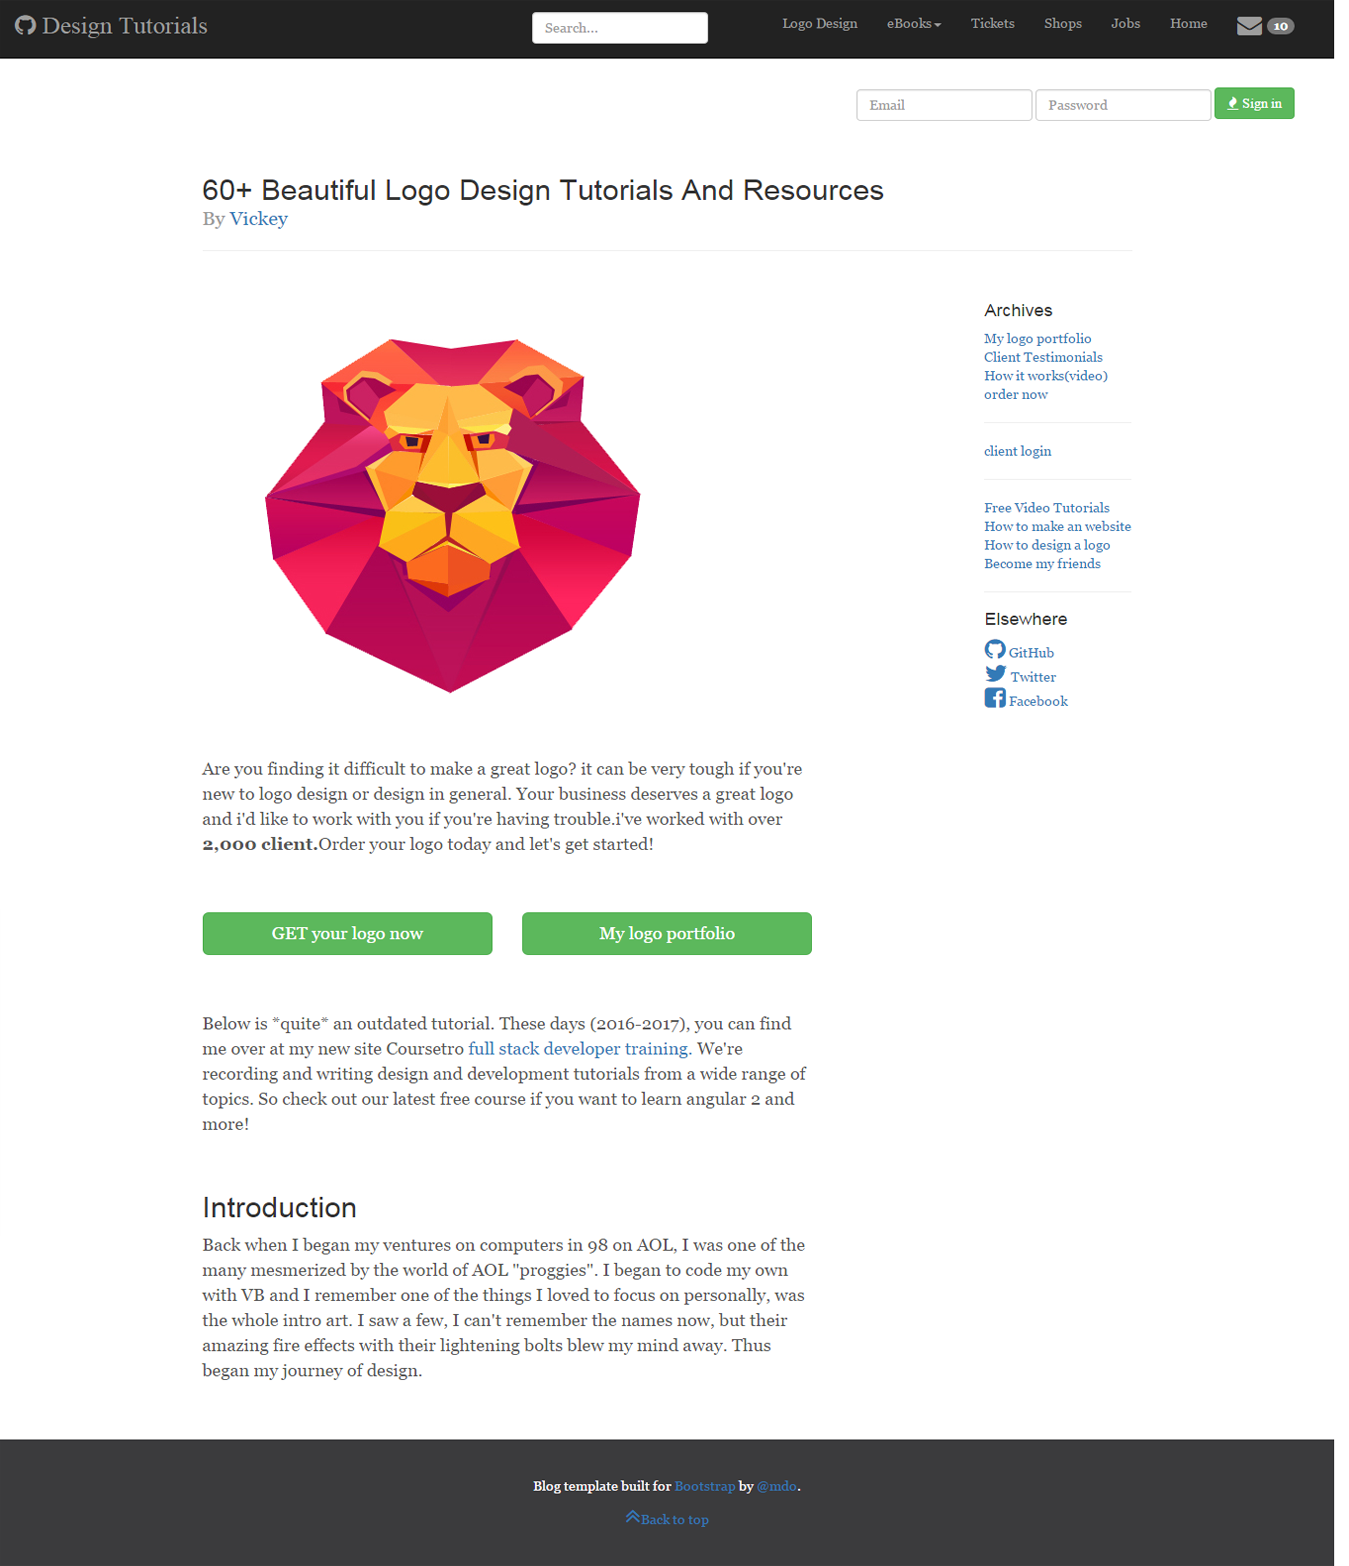 Design Tutorials
Search...
Logo Design
eBooks
Tickets
Shops
Jobs
Home
10
Email
Password
Sign in
60+ Beautiful Logo Design Tutorials And Resources
By Vickey
Archives
My logo portfolio
Client Testimonials
How it works(video)
order now
client login
Free Video Tutorials
How to make an website
How to design a logo
Become my friends
Elsewhere
GitHub
Twitter
Facebook
Are you finding it difficult to make a great logo? it can be very tough if you're
new to logo design or design in general. Your business deserves a great logo
and i'd like to work with you if you're having trouble.i've worked with over
2,000 client.Order your logo today and let's get started!
GET your logo now
My logo portfolio
Below is *quite* an outdated tutorial. These days (2016-2017), you can find
me over at my new site Coursetro full stack developer training. We're
recording and writing design and development tutorials from a wide range of
topics. So check out our latest free course if you want to learn angular 2 and
more!
Introduction
Back when I began my ventures on computers in 98 on AOL, I was one of the
many mesmerized by the world of AOL "proggies". I began to code my own
with VB and I remember one of the things I loved to focus on personally, was
the whole intro art. I saw a few, I can't remember the names now, but their
amazing fire effects with their lightening bolts blew my mind away. Thus
began my journey of design.
Blog template built for Bootstrap by @mdo.
Back to top